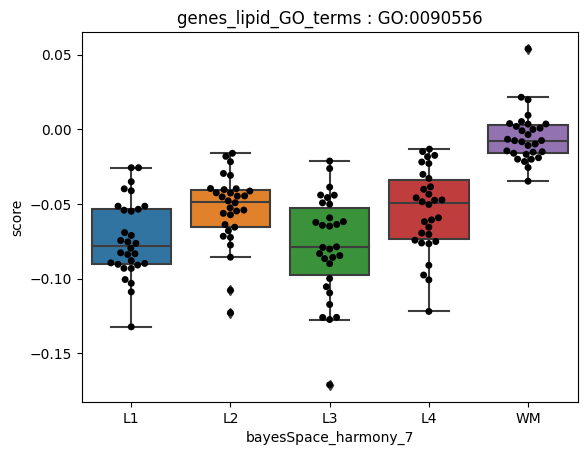 genes_lipid_GO_terms : GO:0090556
0.05
0.00
−0.05
−0.10
−0.15
score
L1 L2 L3 L4 WM
bayesSpace_harmony_7